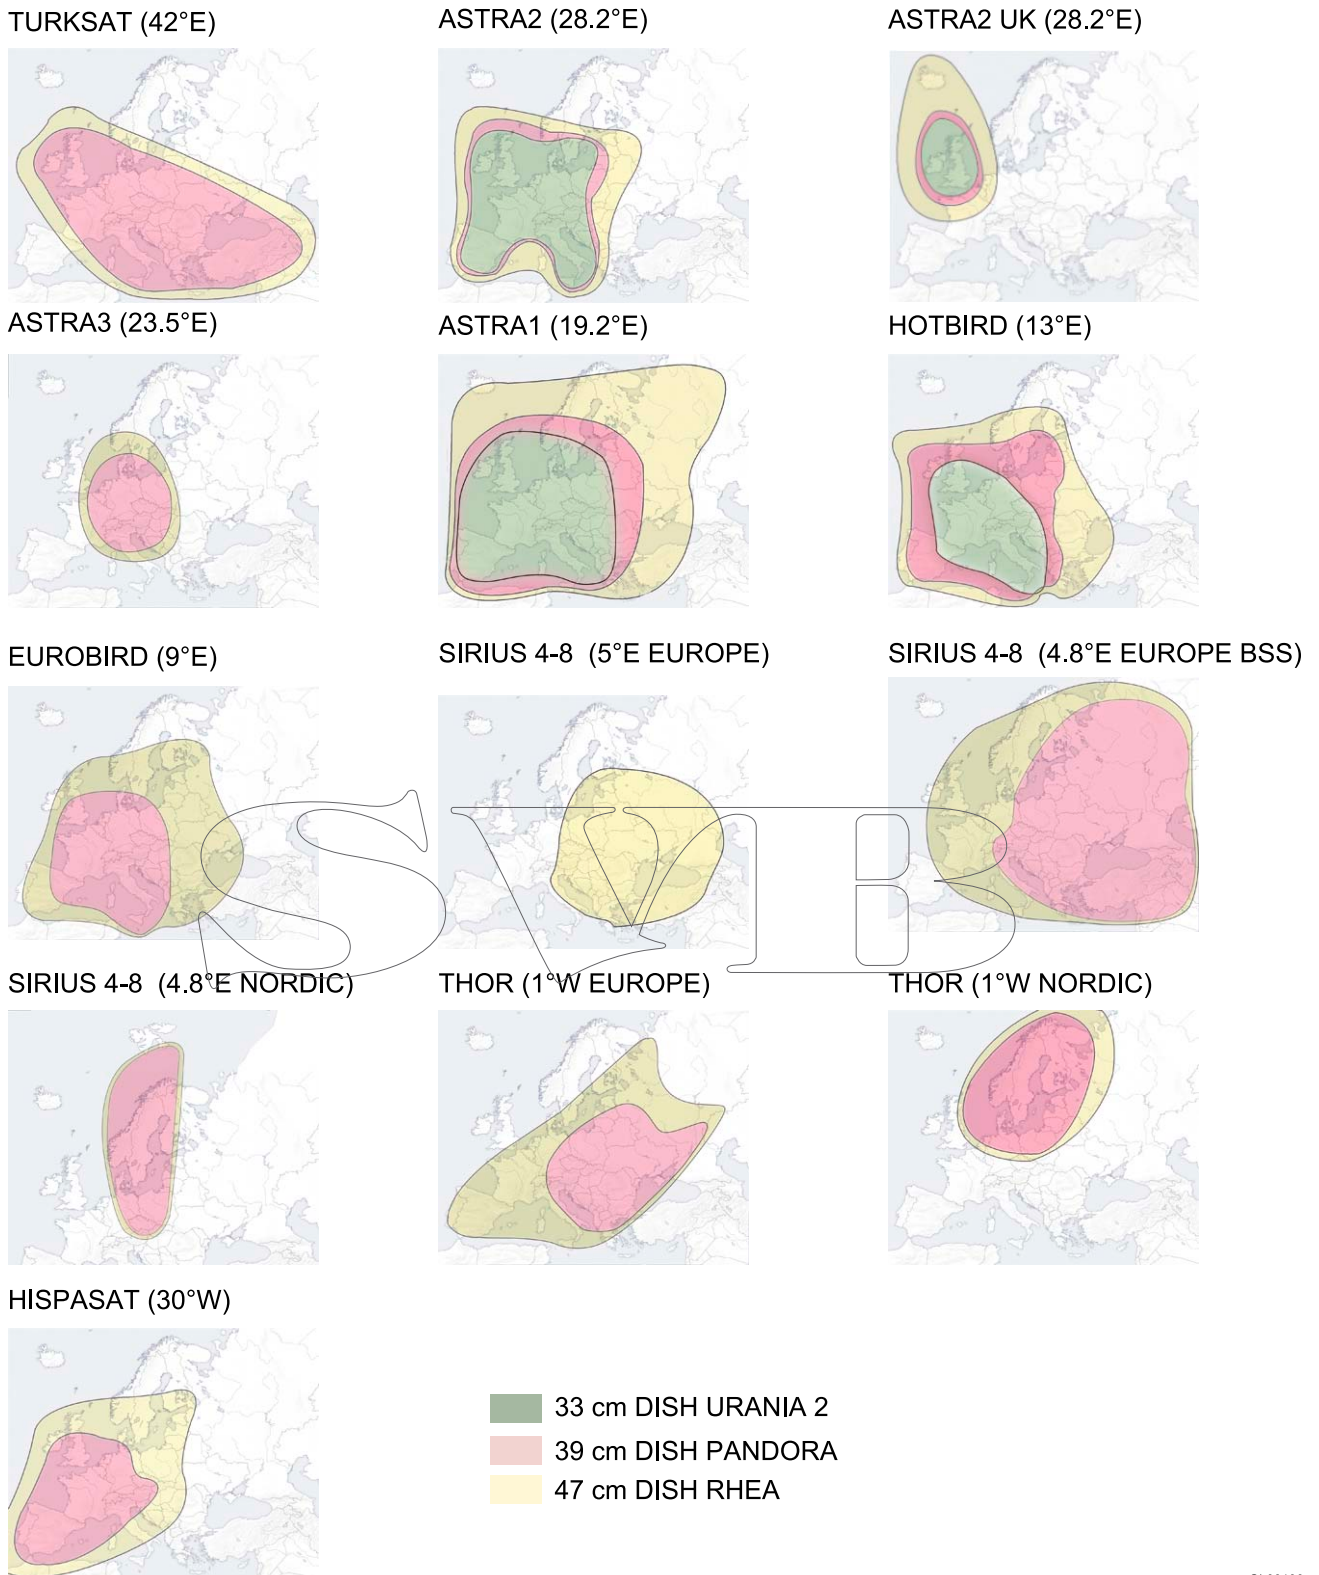 TURKSAT (42°E)
ASTRA2 (28.2°E)
ASTRA2 UK (28.2°E)
ASTRA3 (23.5°E)
ASTRA1 (19.2°E)
HOTBIRD (13°E)
EUROBIRD (9°E)
SIRIUS 4-8 (5°E EUROPE)
SIRIUS 4-8 (4.8°E EUROPE BSS)
SVB
SIRIUS 4-8 (4.8°E NORDIC)
THOR (1°W EUROPE)
THOR (1°W NORDIC)
HISPASAT (30°W)
33 cm DISH URANIA 2
39 cm DISH PANDORA
47 cm DISH RHEA